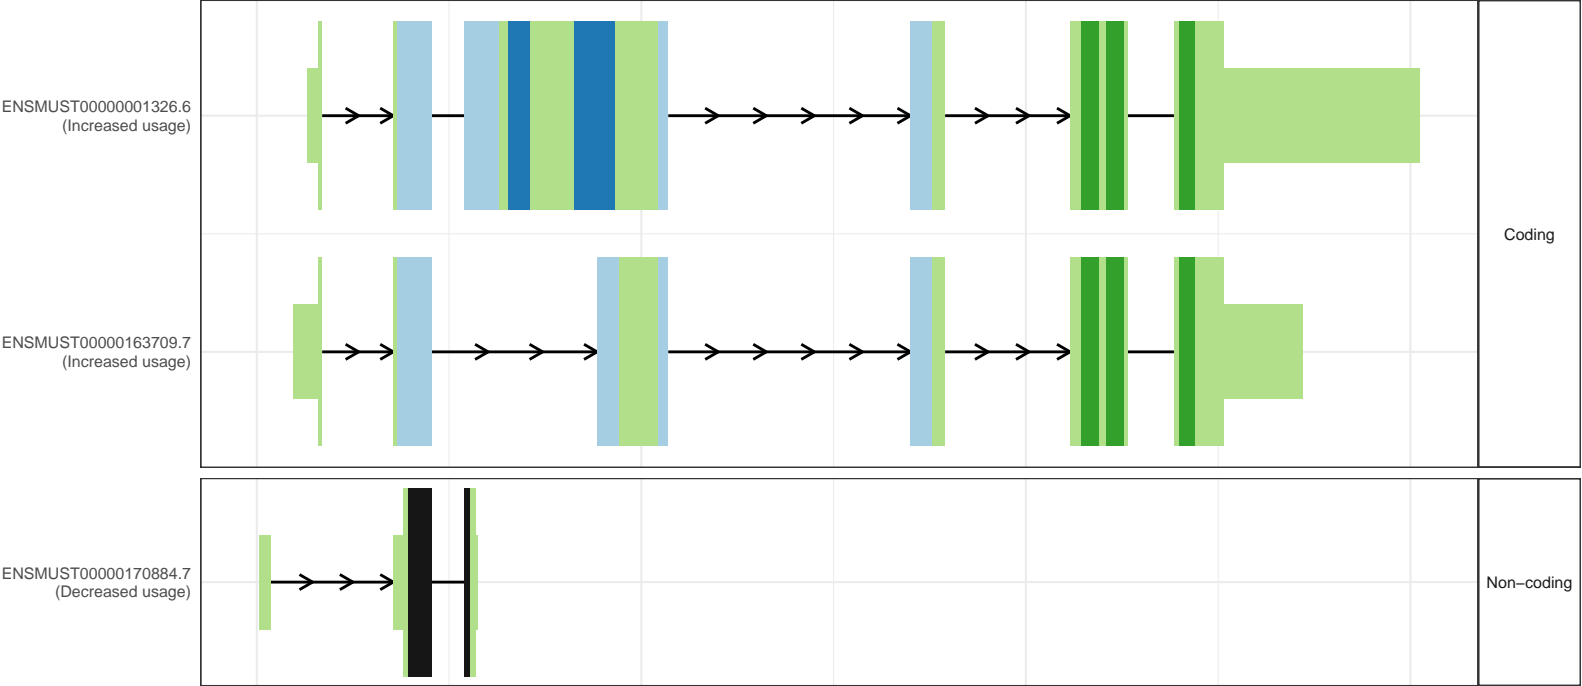 ENSMUST00000001326.6
(Increased usage)
Coding
ENSMUST00000163709.7
(Increased usage)
ENSMUST00000170884.7
(Decreased usage)
Non−coding